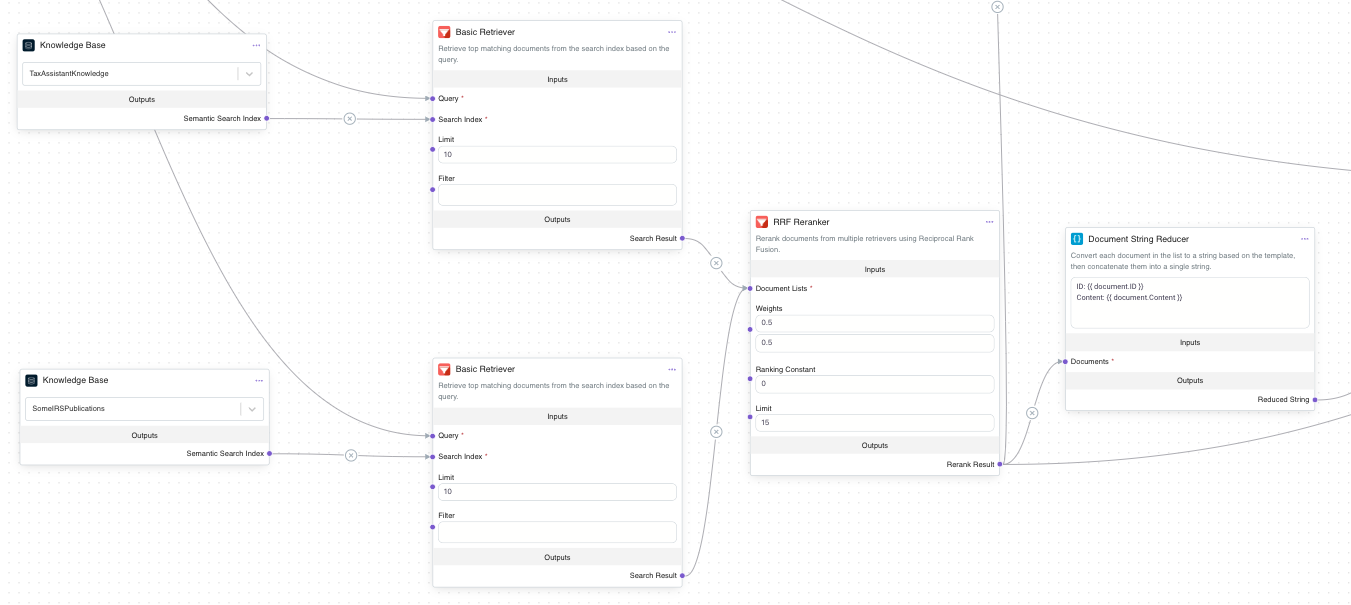 Knowledge Base
TaxAssistantKnowledge
Outputs
Semantic Search Index
Basic Retriever
Retrieve top matching documents from the search index based on the
query.
Inputs
Query *
Search Index *
Limit
10
Filter
Outputs
Search Result
Knowledge Base
SomeIRSPublications
Outputs
Semantic Search Index
Basic Retriever
Retrieve top matching documents from the search index based on the
query.
Inputs
Query *
Search Index *
Limit
10
Filter
Outputs
Search Result
RRF Reranker
Rerank documents from multiple retrievers using Reciprocal Rank
Fusion.
Inputs
Document Lists *
Weights
0.5
0.5
Ranking Constant
0
Limit
15
Outputs
Rerank Result
Document String Reducer
Convert each document in the list to a string based on the template,
then concatenate them into a single string.
ID: {{ document.ID }}
Content: {{ document.Content }}
Inputs
Documents *
Outputs
Reduced String